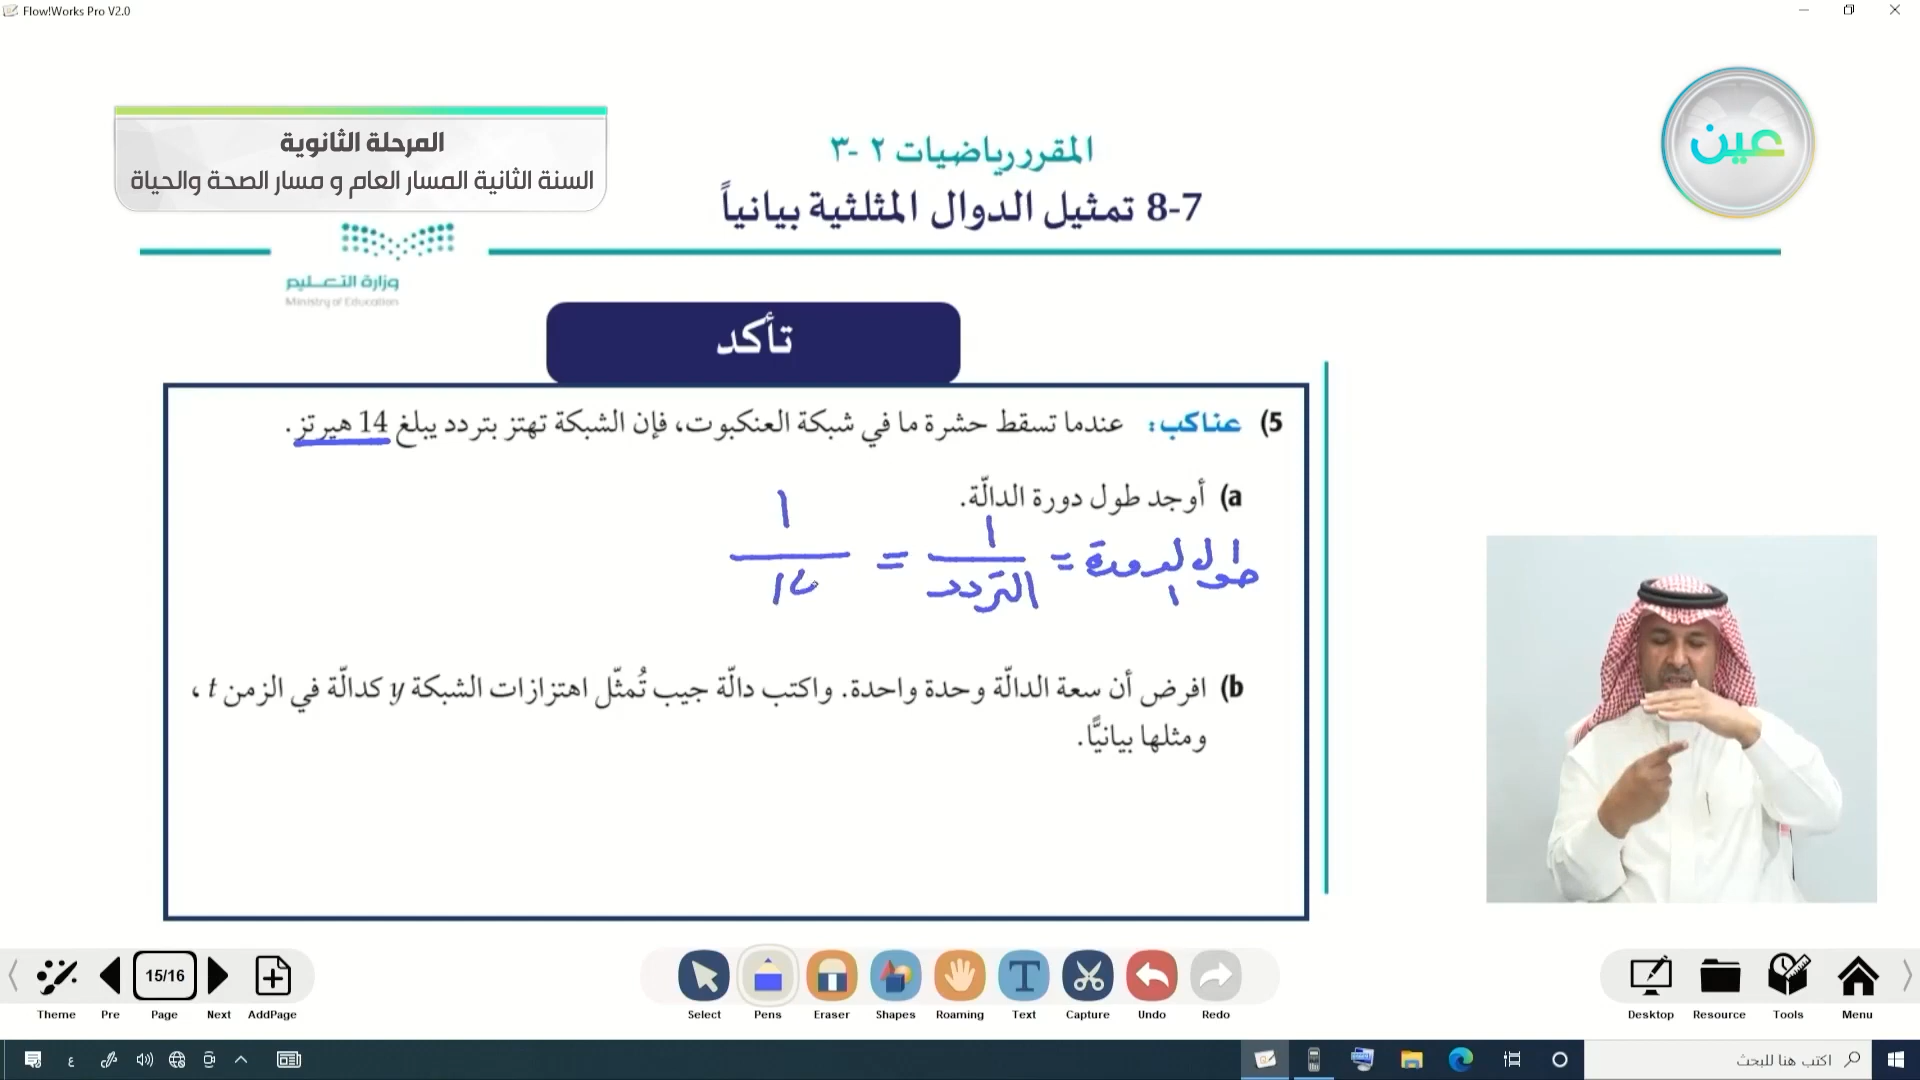 Flow!Works Pro V2.0
عين
المرحلة الثانوية
السنة الثانية المسار العام و مسار الصحة والحياة
المقرر رياضيات ٢ -٣
8-7 تمثيل الدوال المثلثية بيانياً
وزارة التعليم
Ministry of Education
تأكد
5) عناكب: عندما تسقط حشرة ما في شبكة العنكبوت، فإن الشبكة تهتز بتردد يبلغ 14 هيرتز .
a) أوجد طول دورة الدالّة.
طول الدورة = 1 / التردد = 1 / 14
b) افرض أن سعة الدالّة وحدة واحدة. واكتب دالّة جيب تُمثّل اهتزازات الشبكة y كدالّة في الزمن t ،
ومثلها بيانيًّا.
15/16
Theme Pre Page Next AddPage
Select Pens Eraser Shapes Roaming Text Capture Undo Redo
Desktop Resource Tools Menu
ع
اكتب هنا للبحث